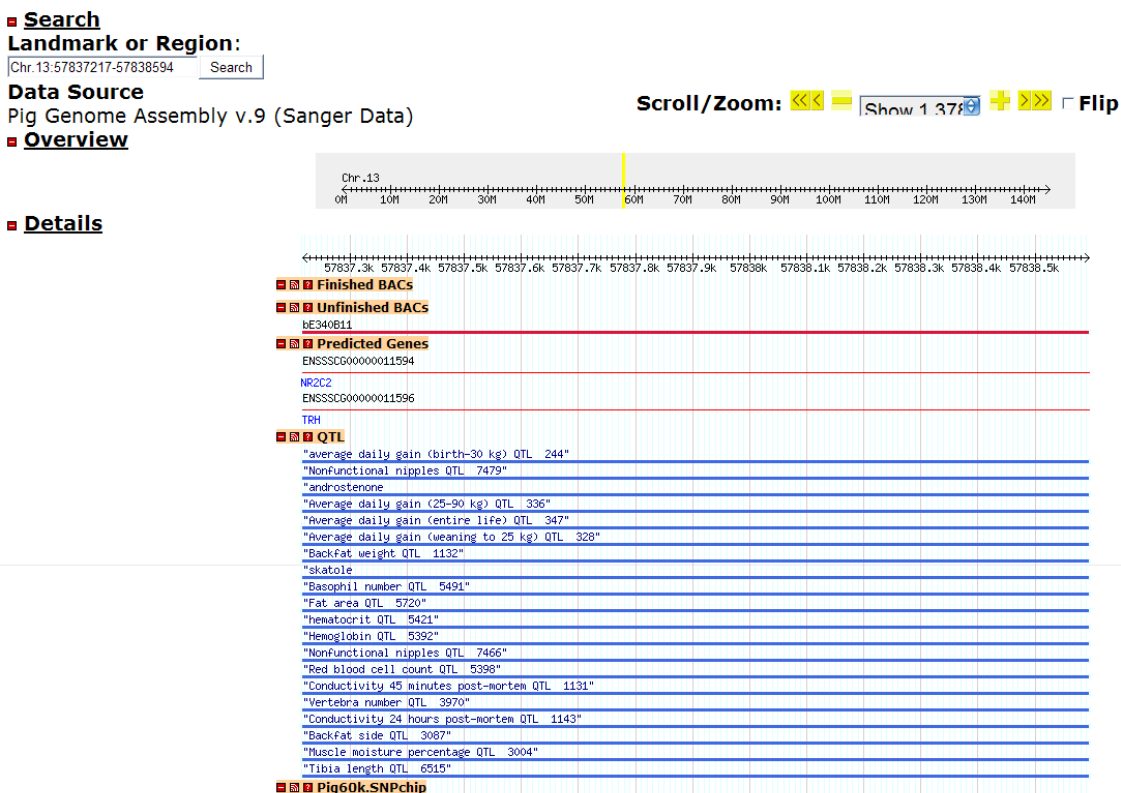 Search
Landmark or Region:
Chr.13:57837217-57838594 Search
Data Source
Pig Genome Assembly v.9 (Sanger Data)
Scroll/Zoom: << < - Show 1.378 + > >> Flip
Overview
Chr.13
0M 10M 20M 30M 40M 50M 60M 70M 80M 90M 100M 110M 120M 130M 140M
Details
57837.3k 57837.4k 57837.5k 57837.6k 57837.7k 57837.8k 57837.9k 57838k 57838.1k 57838.2k 57838.3k 57838.4k 57838.5k
Finished BACs
Unfinished BACs
bE340B11
Predicted Genes
ENSSSCG00000011594
NR2C2
ENSSSCG00000011596
TRH
QTL
"average daily gain (birth-30 kg) QTL 244"
"Nonfunctional nipples QTL 7479"
"androstenone
"Average daily gain (25-90 kg) QTL 336"
"Average daily gain (entire life) QTL 347"
"Average daily gain (weaning to 25 kg) QTL 328"
"Backfat weight QTL 1132"
"skatole
"Basophil number QTL 5491"
"Fat area QTL 5720"
"hematocrit QTL 5421"
"Hemoglobin QTL 5392"
"Nonfunctional nipples QTL 7466"
"Red blood cell count QTL 5398"
"Conductivity 45 minutes post-mortem QTL 1131"
"Vertebra number QTL 3970"
"Conductivity 24 hours post-mortem QTL 1143"
"Backfat side QTL 3087"
"Muscle moisture percentage QTL 3004"
"Tibia length QTL 6515"
Pig60k.SNPchip